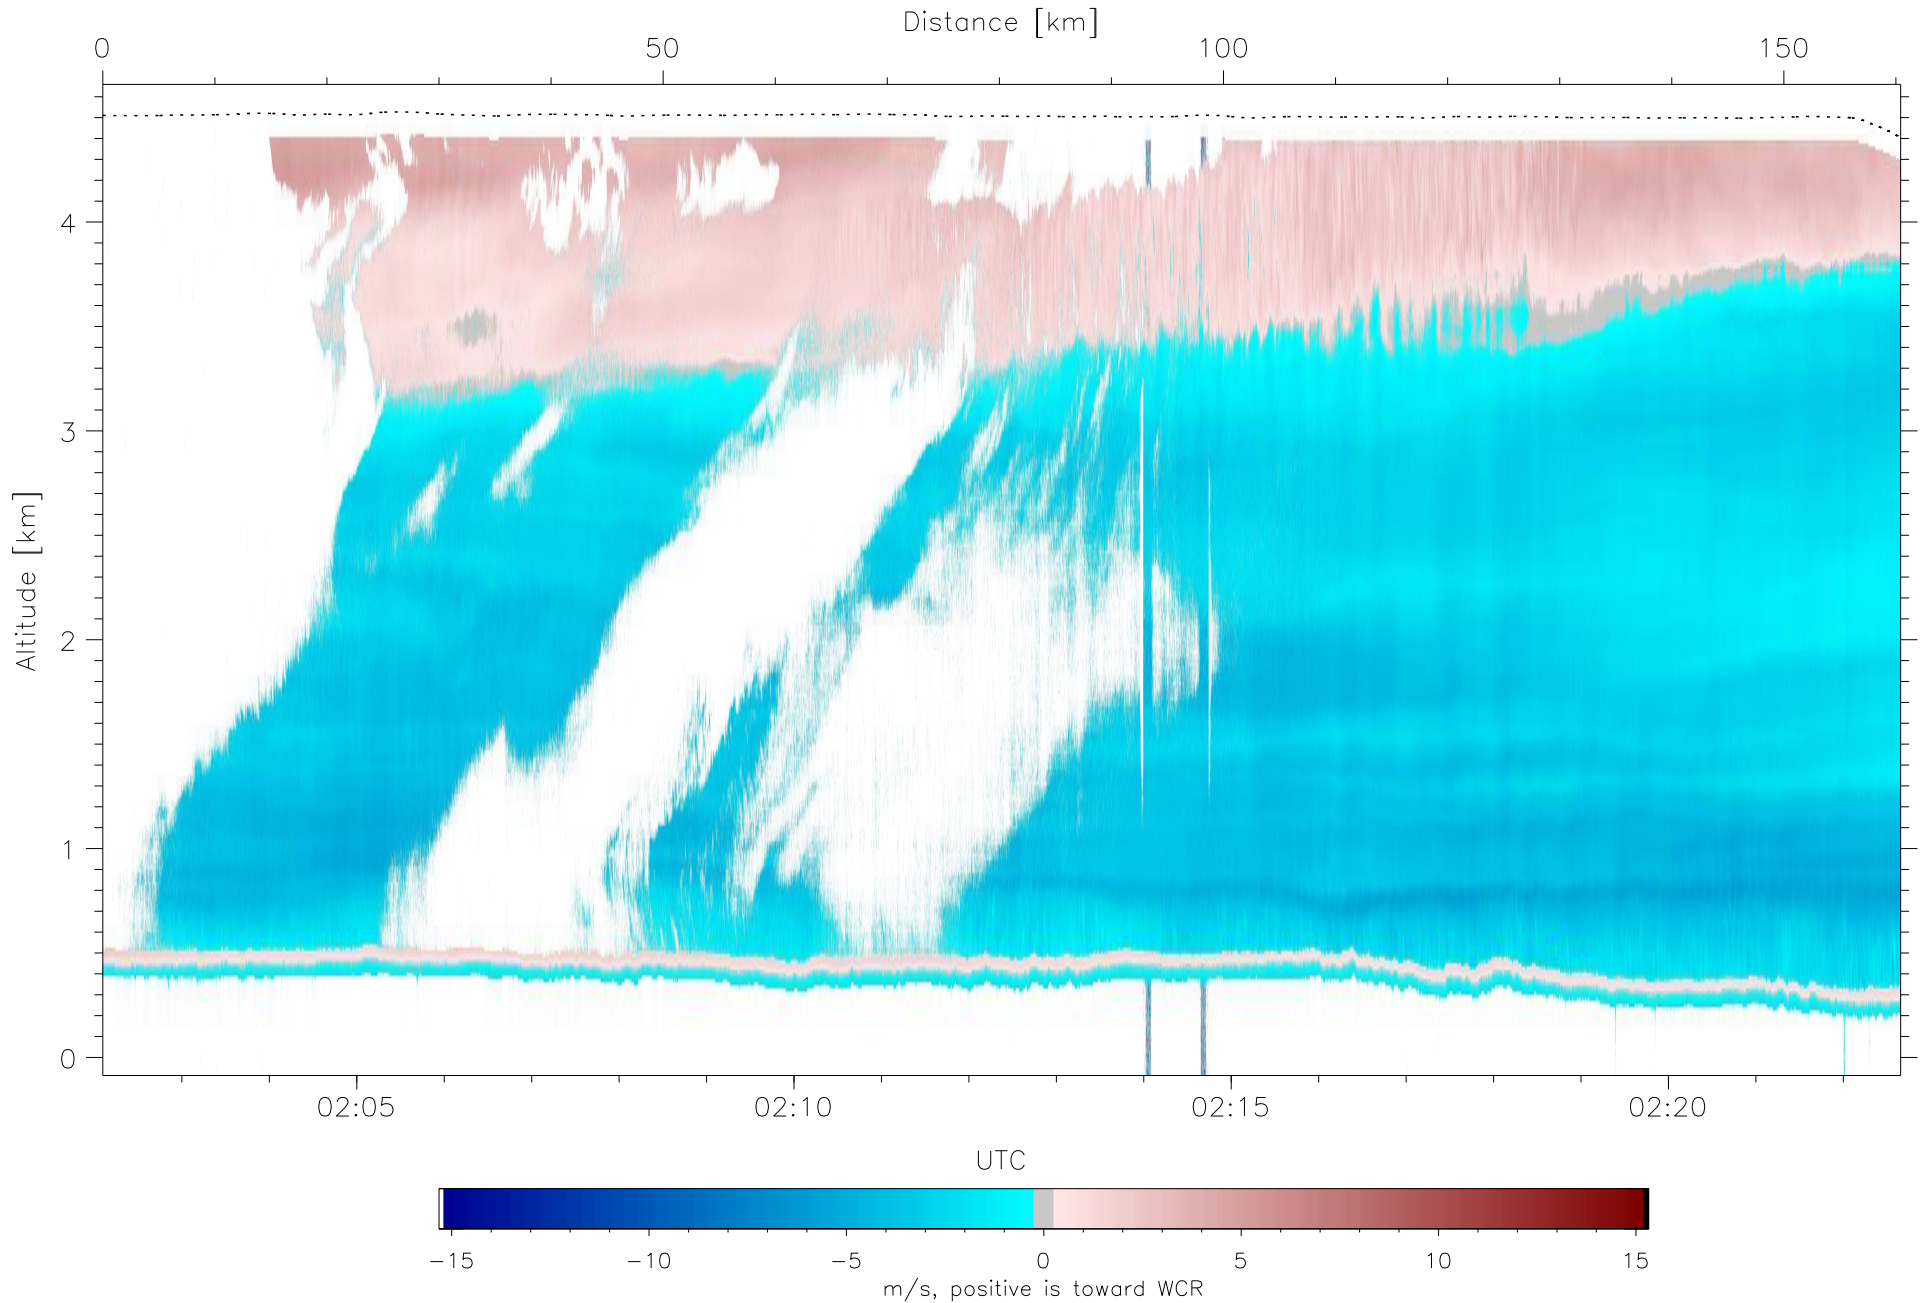 Distance [km]
0 50 100 150
Altitude [km]
4
3
2
1
0
02:05 02:10 02:15 02:20
UTC
−15 −10 −5 0 5 10 15
m/s, positive is toward WCR